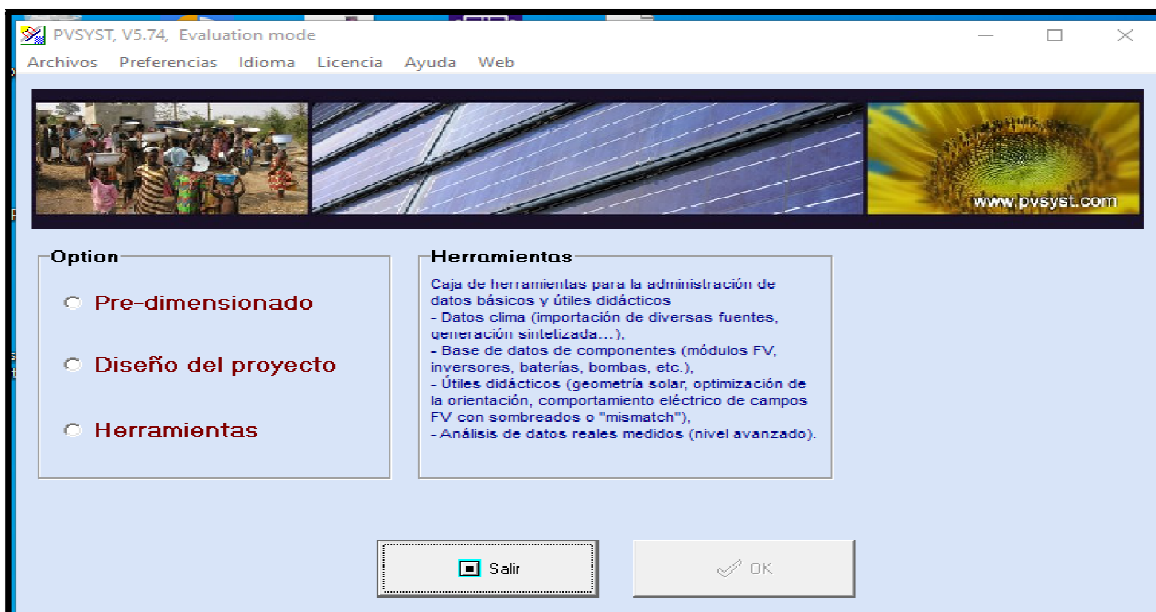 PVSYST, V5.74, Evaluation mode
Archivos Preferencias Idioma Licencia Ayuda Web
www.pvsyst.com
Option
Pre-dimensionado
Diseño del proyecto
Herramientas
Herramientas
Caja de herramientas para la administración de
datos básicos y útiles didácticos
- Datos clima (importación de diversas fuentes,
generación sintetizada...),
- Base de datos de componentes (módulos FV,
inversores, baterías, bombas, etc.),
- Útiles didácticos (geometría solar, optimización de
la orientación, comportamiento eléctrico de campos
FV con sombreados o "mismatch"),
- Análisis de datos reales medidos (nivel avanzado).
Salir
OK